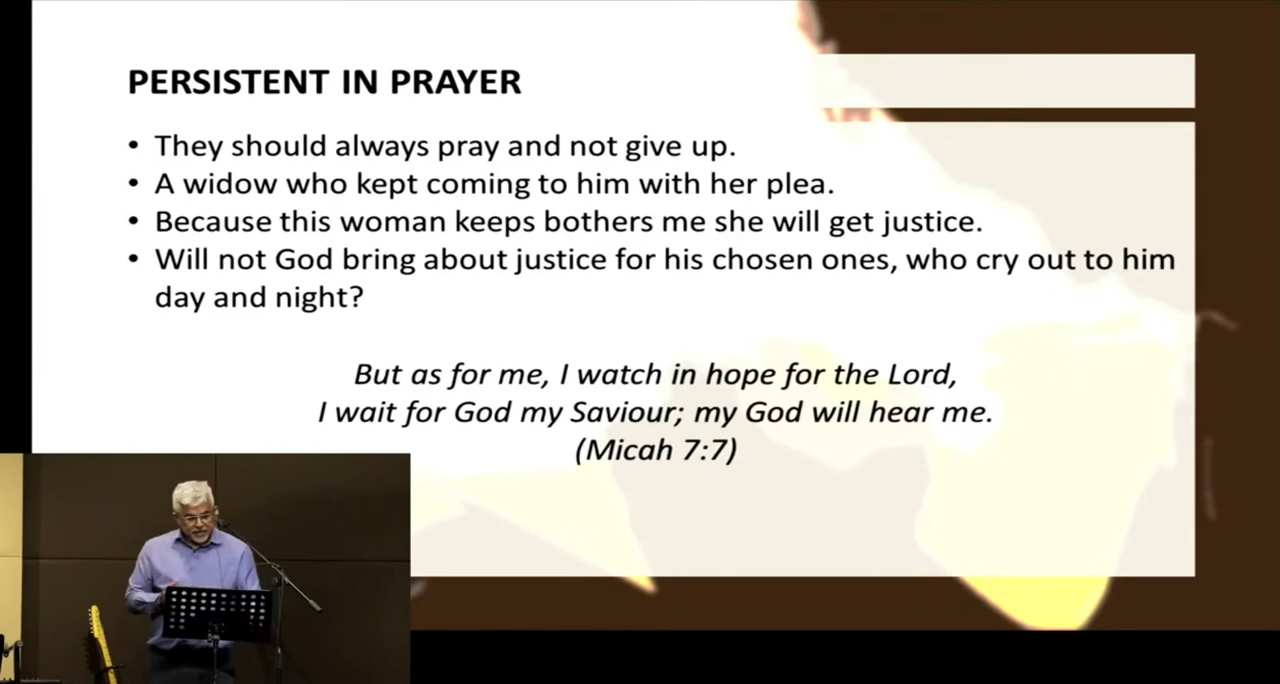 PERSISTENT IN PRAYER
• They should always pray and not give up.
• A widow who kept coming to him with her plea.
• Because this woman keeps bothers me she will get justice.
• Will not God bring about justice for his chosen ones, who cry out to him
day and night?
But as for me, I watch in hope for the Lord,
I wait for God my Saviour; my God will hear me.
(Micah 7:7)